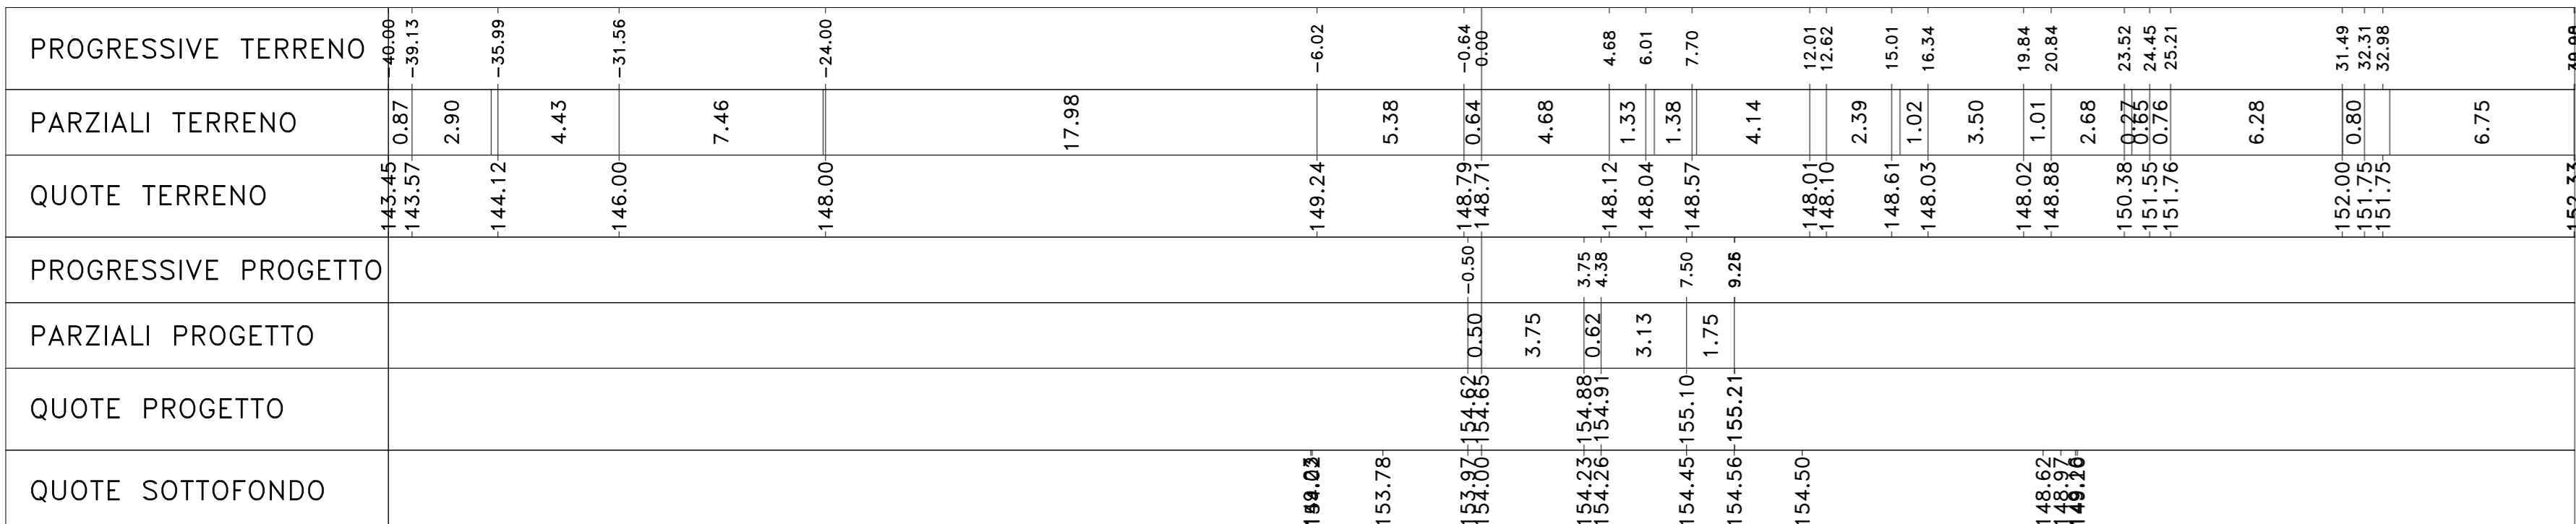 PROGRESSIVE TERRENO -40.00 -39.13 -35.99 -31.56 -24.00 -6.02 -0.64 0.00 4.68 6.01 7.70 12.01 12.62 15.01 16.34 19.84 20.84 23.52 24.45 25.21 31.49 32.31 32.98
PARZIALI TERRENO 0.87 2.90 4.43 7.46 17.98 5.38 0.64 4.68 1.33 1.38 4.14 2.39 1.02 3.50 1.01 2.68 0.27 0.65 0.76 6.28 0.80 6.75
QUOTE TERRENO 143.45 143.57 144.12 146.00 148.00 149.24 148.79 148.71 148.12 148.04 148.57 148.01 148.10 148.61 148.03 148.02 148.88 150.38 151.55 151.76 152.00 151.75 151.75
PROGRESSIVE PROGETTO -0.50 3.75 4.38 7.50
PARZIALI PROGETTO 0.50 3.75 0.62 3.13 1.75
QUOTE PROGETTO 154.62 154.65 154.88 154.91 155.10 155.21
QUOTE SOTTOFONDO 153.78 153.97 154.00 154.23 154.26 154.45 154.56 154.50 148.62 148.97